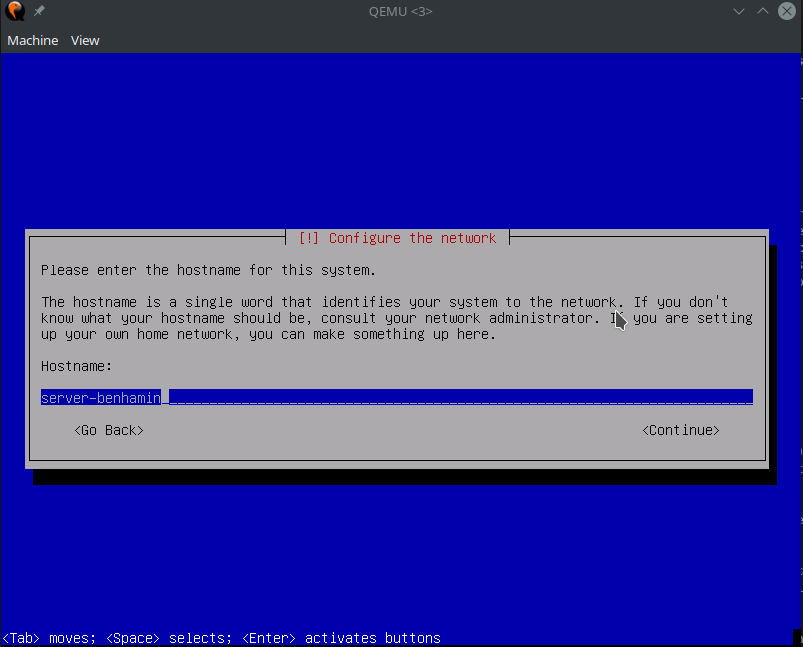 QEMU <3>
Machine View
[!] Configure the network
Please enter the hostname for this system.
The hostname is a single word that identifies your system to the network. If you don't
know what your hostname should be, consult your network administrator. If you are setting
up your own home network, you can make something up here.
Hostname:
server-benhamin
<Go Back> <Continue>
<Tab> moves; <Space> selects; <Enter> activates buttons